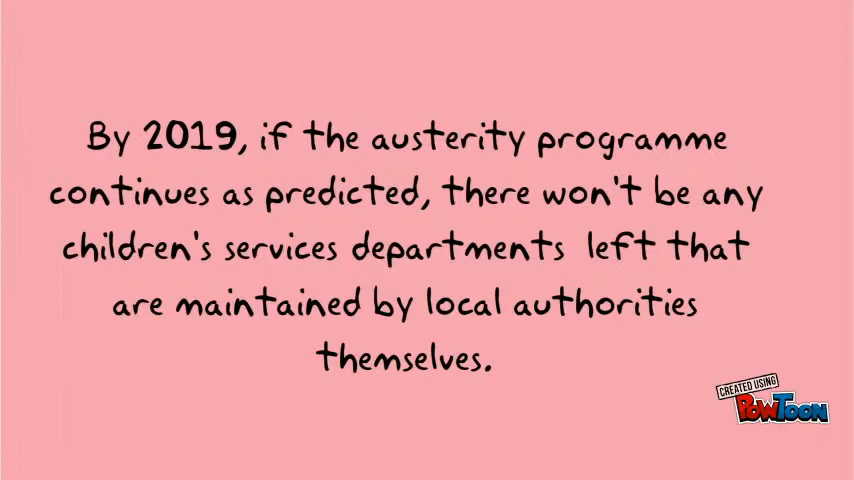 By 2019, if the austerity programme
continues as predicted, there won't be any
children's services departments left that
are maintained by local authorities
themselves.
CREATED USING
PowToon